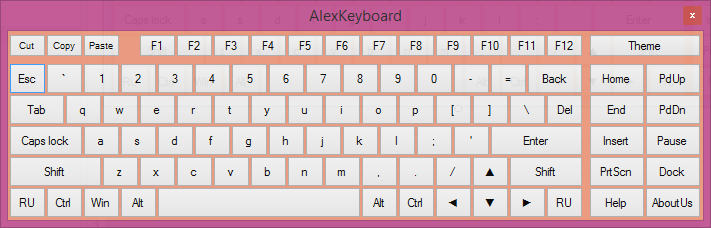 AlexKeyboard x
Cut Copy Paste F1 F2 F3 F4 F5 F6 F7 F8 F9 F10 F11 F12 Theme
Esc ` 1 2 3 4 5 6 7 8 9 0 - = Back Home PdUp
Tab q w e r t y u i o p [ ] \ Del End PdDn
Caps lock a s d f g h j k l ; ' Enter Insert Pause
Shift z x c v b n m , . / ▲ Shift PrtScn Dock
RU Ctrl Win Alt Alt Ctrl ◄ ▼ ► RU Help AboutUs